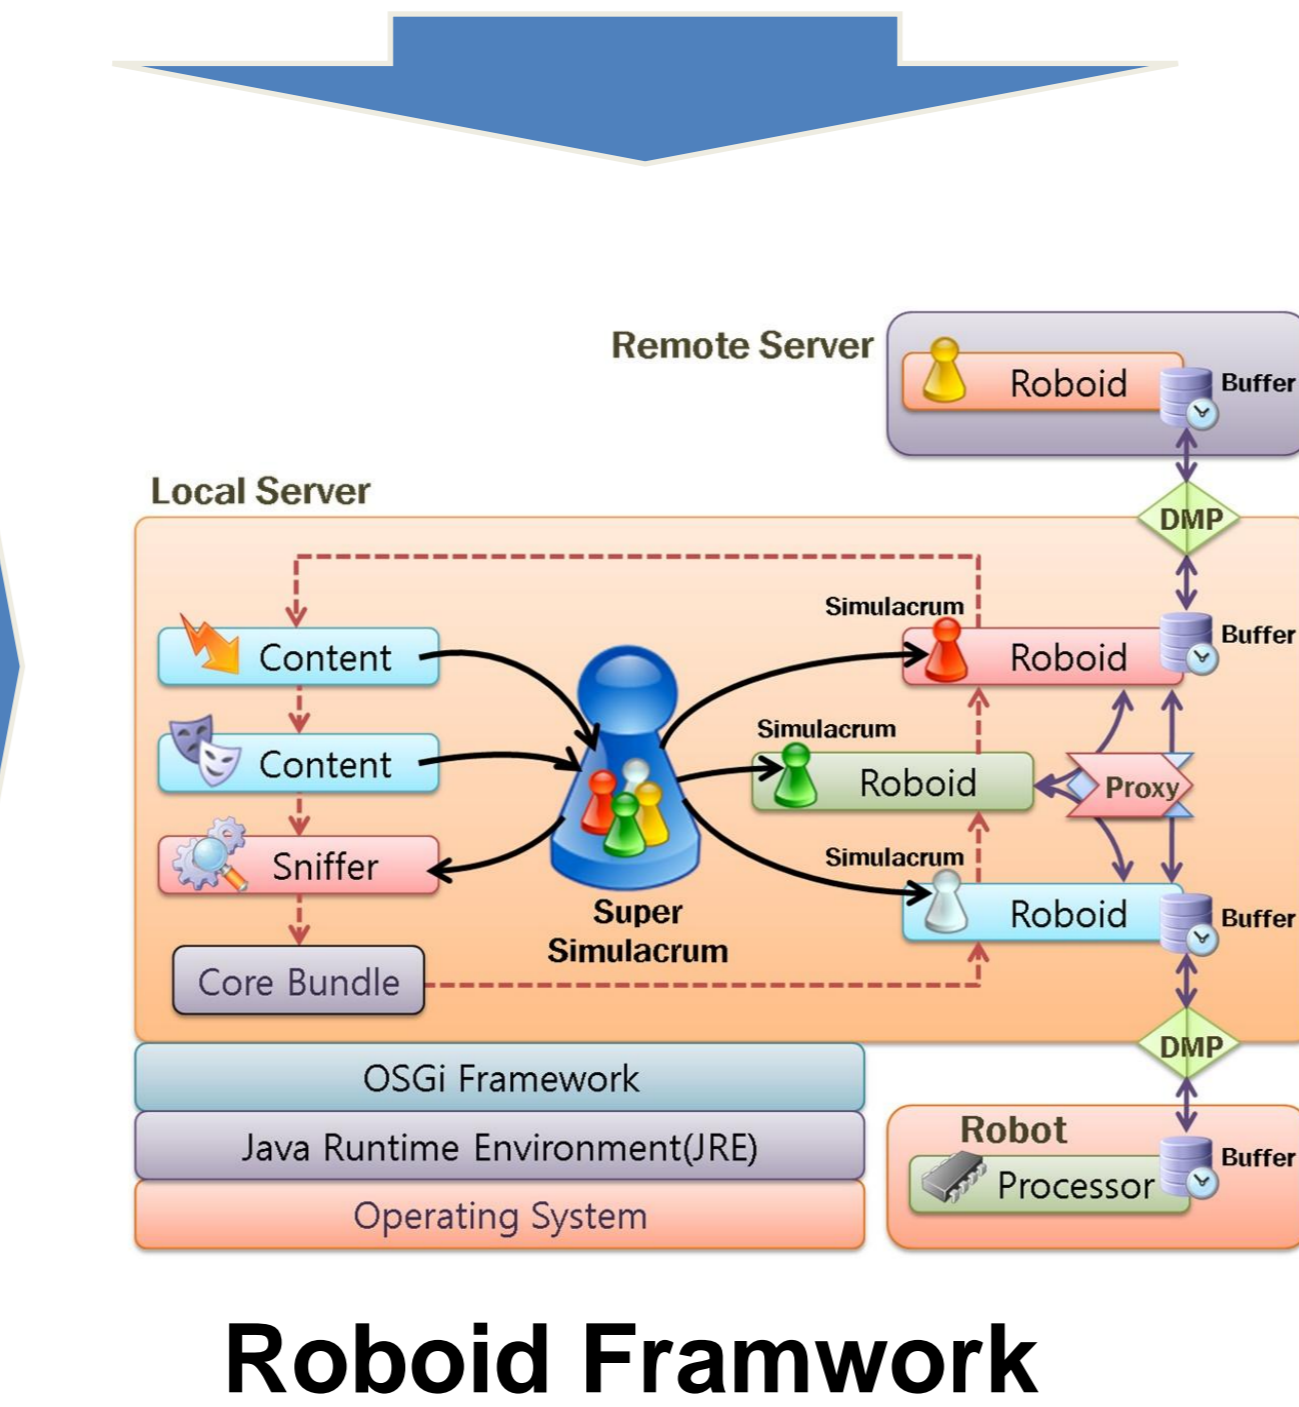 Remote Server
Roboid
Buffer
Local Server
DMP
Simulacrum
Content
Roboid
Buffer
Simulacrum
Content
Roboid
Proxy
Simulacrum
Sniffer
Roboid
Buffer
Super
Simulacrum
Core Bundle
DMP
OSGi Framework
Java Runtime Environment(JRE)
Operating System
Robot
Buffer
Processor
Roboid Framwork